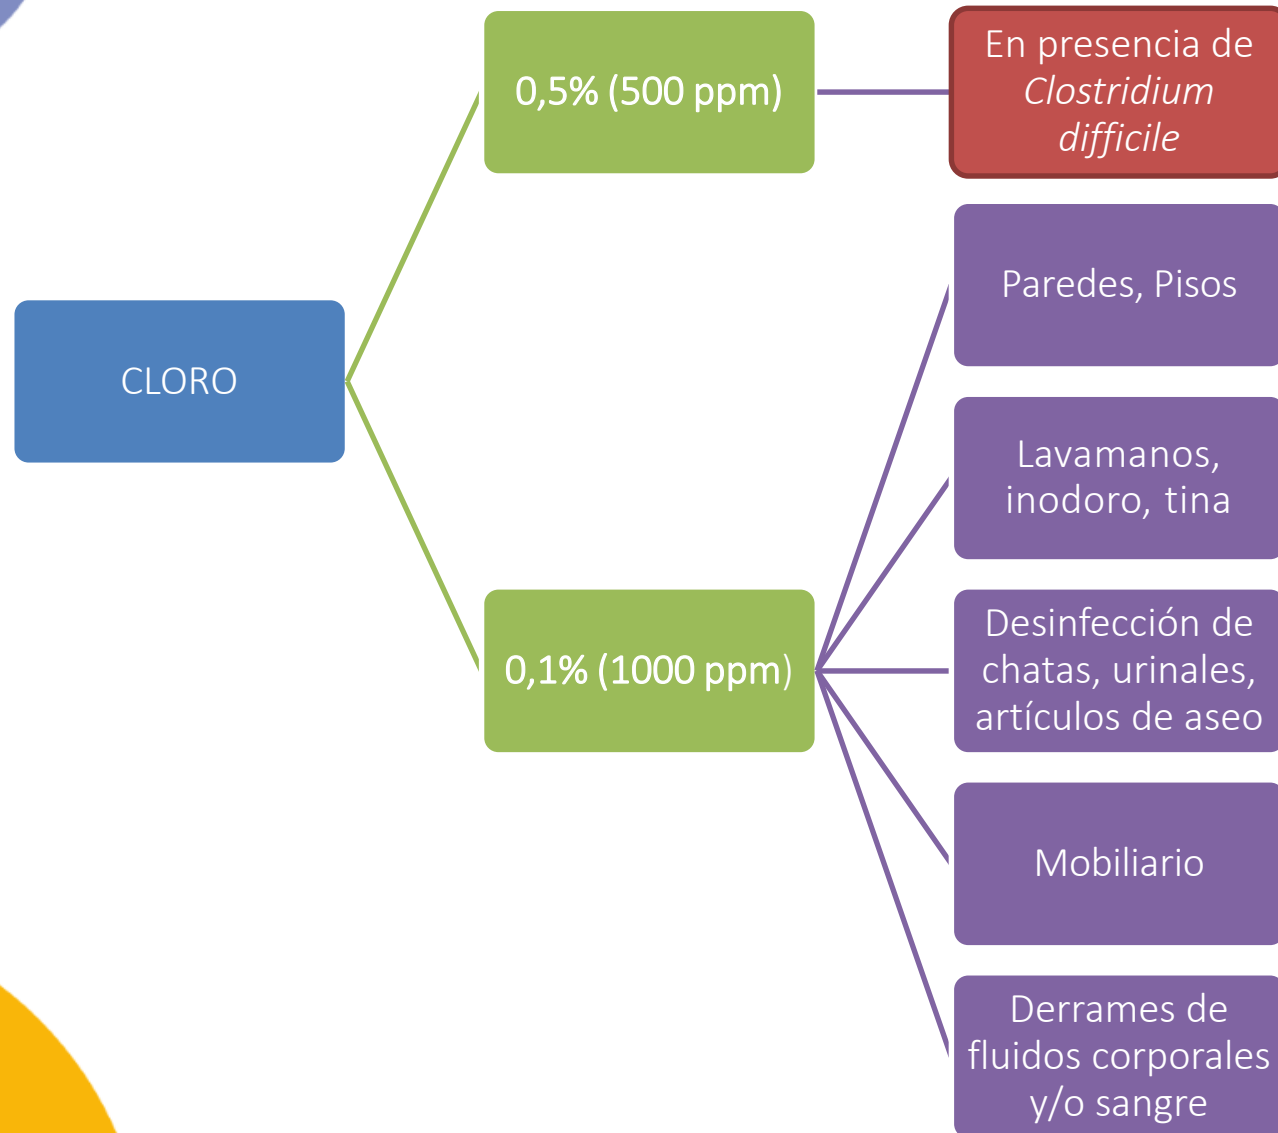 CLORO
0,5% (500 ppm)
En presencia de
Clostridium
difficile
0,1% (1000 ppm)
Paredes, Pisos
Lavamanos,
inodoro, tina
Desinfección de
chatas, urinales,
artículos de aseo
Mobiliario
Derrames de
fluidos corporales
y/o sangre